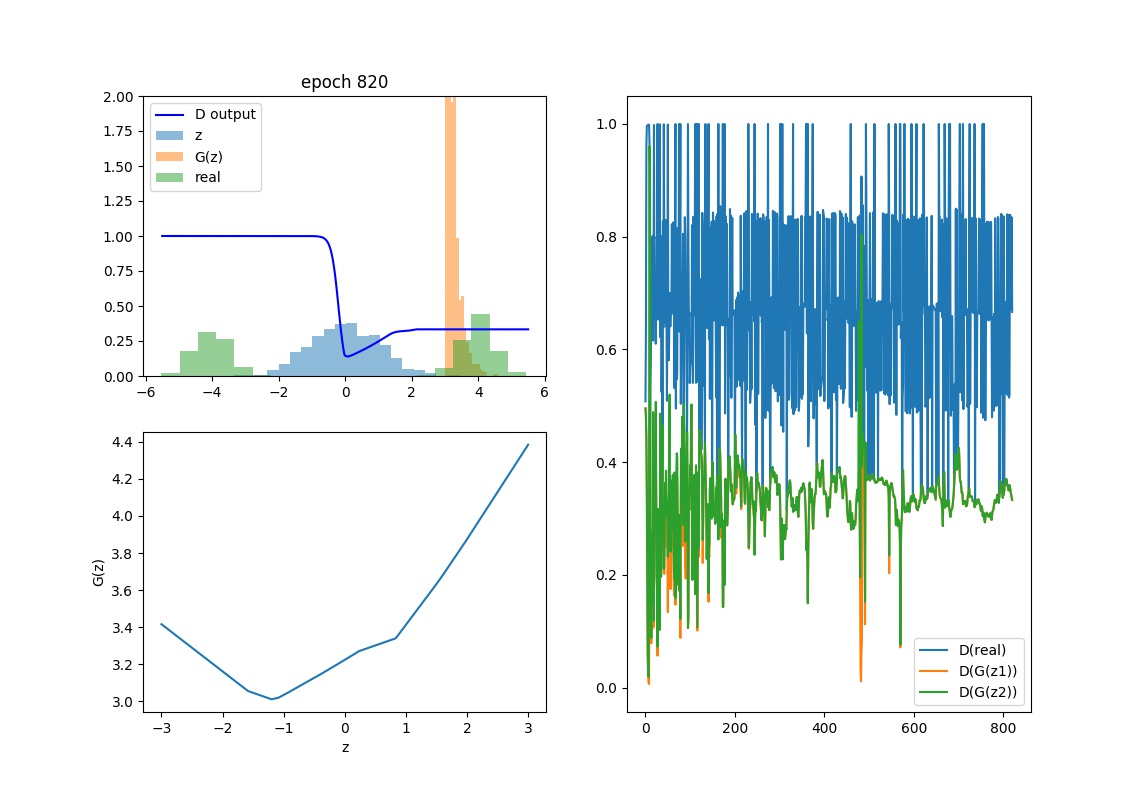 epoch 820
2.00
1.75
1.50
1.25
1.00
0.75
0.50
0.25
0.00
D output
z
G(z)
real
−6 −4 −2 0 2 4 6
4.4
4.2
4.0
3.8
3.6
3.4
3.2
3.0
G(z)
−3 −2 −1 0 1 2 3
z
1.0
0.8
0.6
0.4
0.2
0.0
D(real)
D(G(z1))
D(G(z2))
0 200 400 600 800